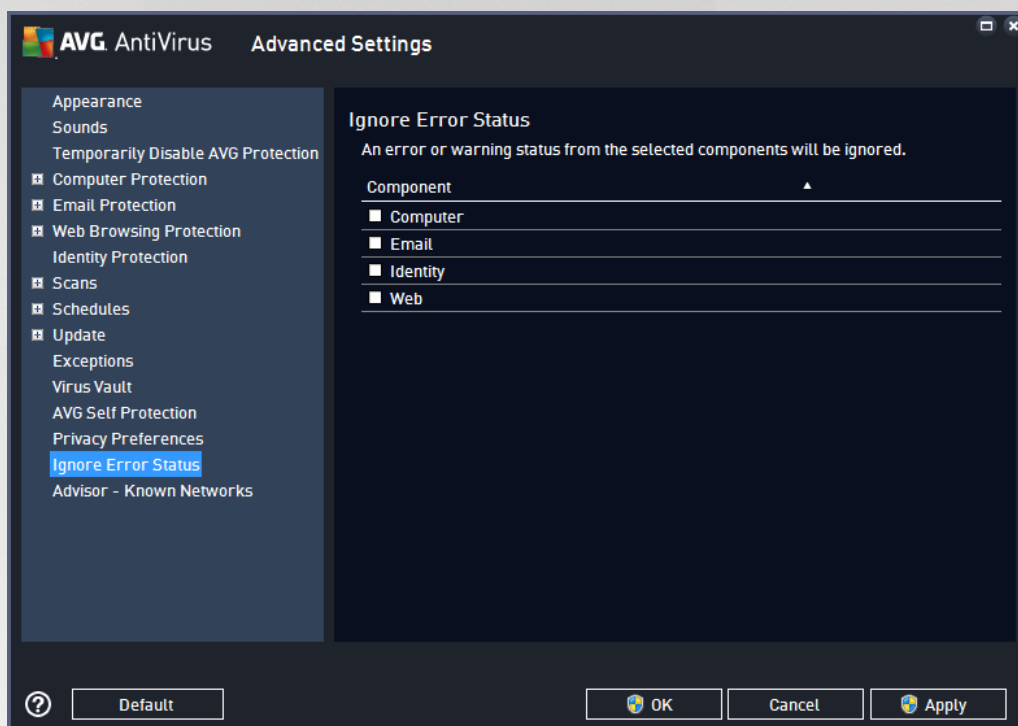 AVG. AntiVirus Advanced Settings
Appearance
Sounds
Temporarily Disable AVG Protection
Computer Protection
Email Protection
Web Browsing Protection
Identity Protection
Scans
Schedules
Update
Exceptions
Virus Vault
AVG Self Protection
Privacy Preferences
Ignore Error Status
Advisor - Known Networks
Ignore Error Status
An error or warning status from the selected components will be ignored.
Component
Computer
Email
Identity
Web
? Default OK Cancel Apply